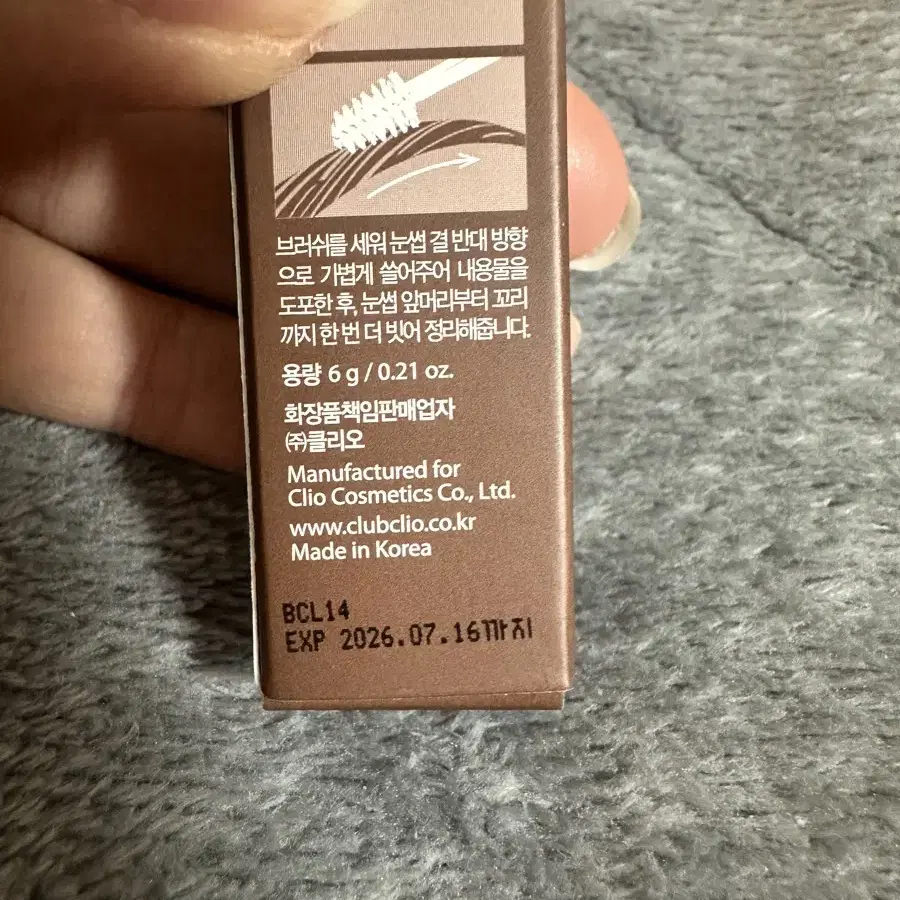 브러쉬를 세워 눈썹 결 반대 방향
으로 가볍게 쓸어주어 내용물을
도포한 후, 눈썹 앞머리부터 꼬리
까지 한 번 더 빗어 정리해줍니다.
용량 6 g / 0.21 oz.
화장품책임판매업자
㈜클리오
Manufactured for
Clio Cosmetics Co., Ltd.
www.clubclio.co.kr
Made in Korea
BCL14
EXP 2026.07.16까지